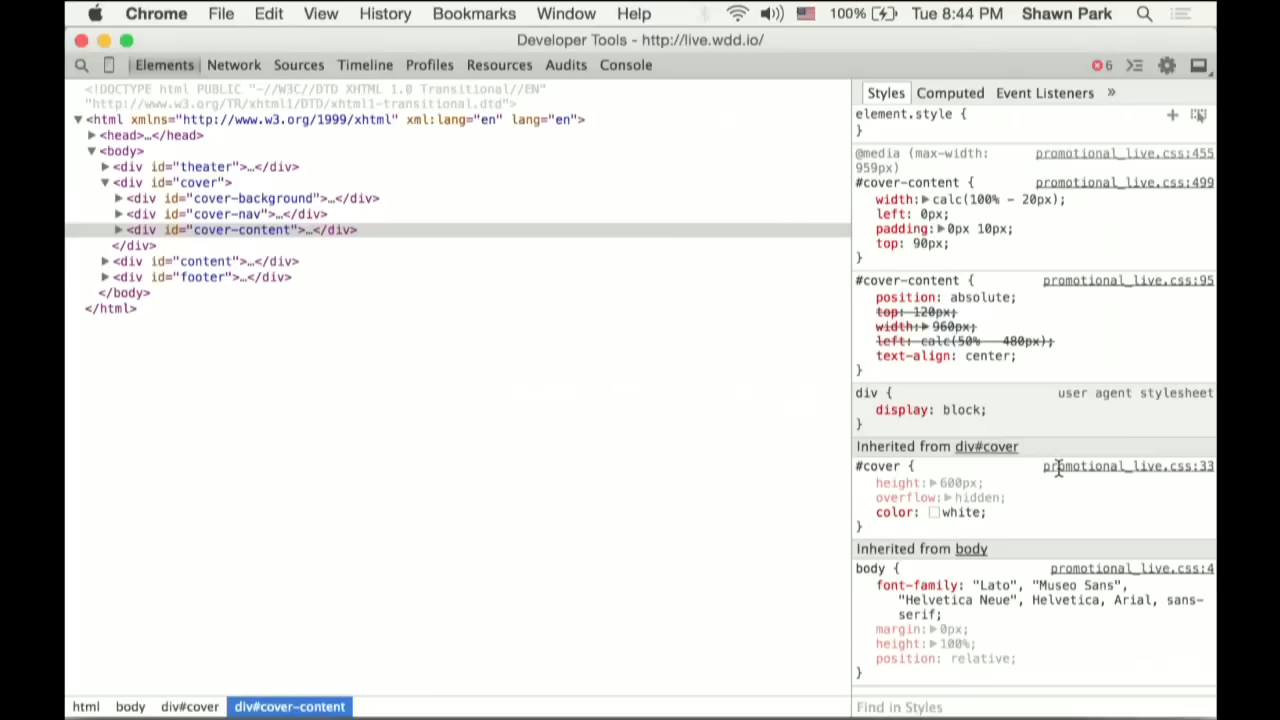 Chrome File Edit View History Bookmarks Window Help 100% Tue 8:44 PM Shawn Park
Developer Tools - http://live.wdd.io/
Elements Network Sources Timeline Profiles Resources Audits Console 6
<!DOCTYPE html PUBLIC "-//W3C//DTD XHTML 1.0 Transitional//EN"
"http://www.w3.org/TR/xhtml1/DTD/xhtml1-transitional.dtd">
▼<html xmlns="http://www.w3.org/1999/xhtml" xml:lang="en" lang="en">
▶<head>…</head>
▼<body>
▶<div id="theater">…</div>
▼<div id="cover">
▶<div id="cover-background">…</div>
▶<div id="cover-nav">…</div>
▶<div id="cover-content">…</div>
</div>
▶<div id="content">…</div>
▶<div id="footer">…</div>
</body>
</html>
html body div#cover div#cover-content
Styles Computed Event Listeners »
element.style {
}
@media (max-width: promotional_live.css:455
959px)
#cover-content { promotional_live.css:499
width:▶calc(100% - 20px);
left: 0px;
padding:▶0px 10px;
top: 90px;
}
#cover-content { promotional_live.css:95
position: absolute;
top: 120px;
width:▶960px;
left: calc(50% - 480px);
text-align: center;
}
div { user agent stylesheet
display: block;
}
Inherited from div#cover
#cover { promotional_live.css:33
height:▶600px;
overflow:▶hidden;
color: white;
}
Inherited from body
body { promotional_live.css:4
font-family: "Lato", "Museo Sans",
"Helvetica Neue", Helvetica, Arial, sans-
serif;
margin:▶0px;
height:▶100%;
position: relative;
}
Find in Styles